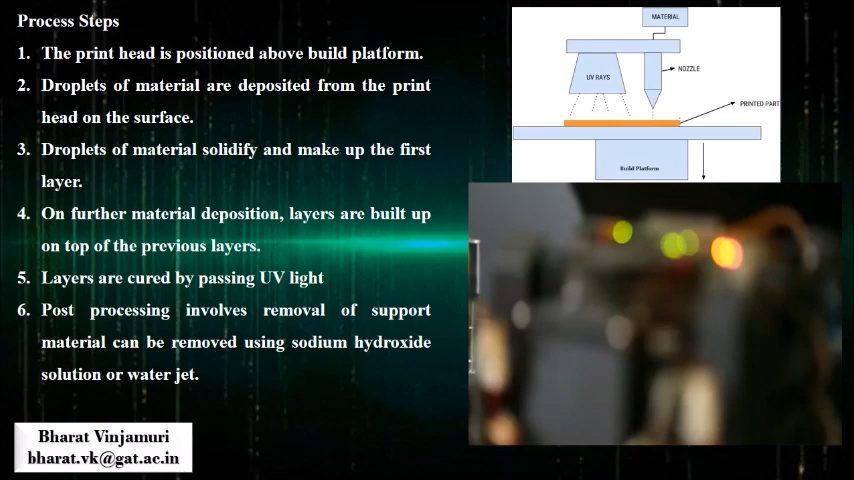 Process Steps
1. The print head is positioned above build platform.
2. Droplets of material are deposited from the print
head on the surface.
3. Droplets of material solidify and make up the first
layer.
4. On further material deposition, layers are built up
on top of the previous layers.
5. Layers are cured by passing UV light
6. Post processing involves removal of support
material can be removed using sodium hydroxide
solution or water jet.
MATERIAL
UV RAYS
NOZZLE
PRINTED PART
Build Platform
Bharat Vinjamuri
bharat.vk@gat.ac.in